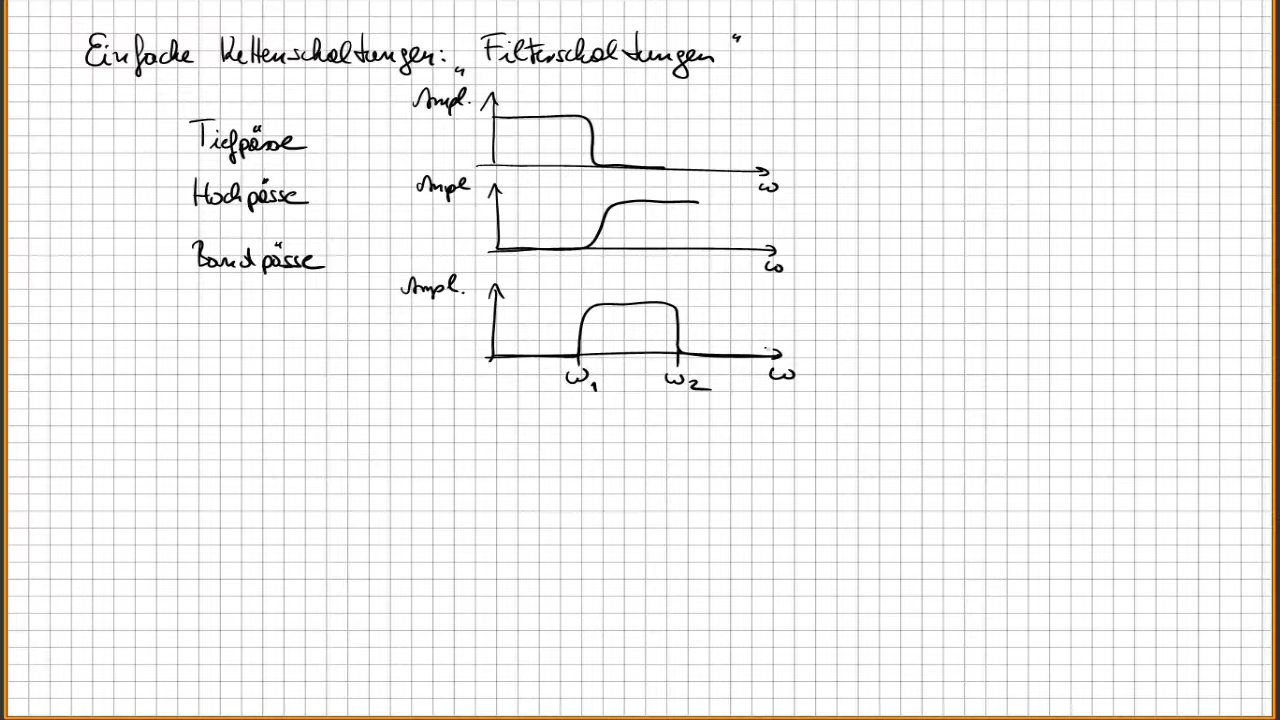 Einfache Kettenschaltungen: „Filterschaltungen“
Ampl.
Tiefpässe
ω
Hochpässe
Ampl
ω
Bandpässe
Ampl.
ω
ω₁
ω₂